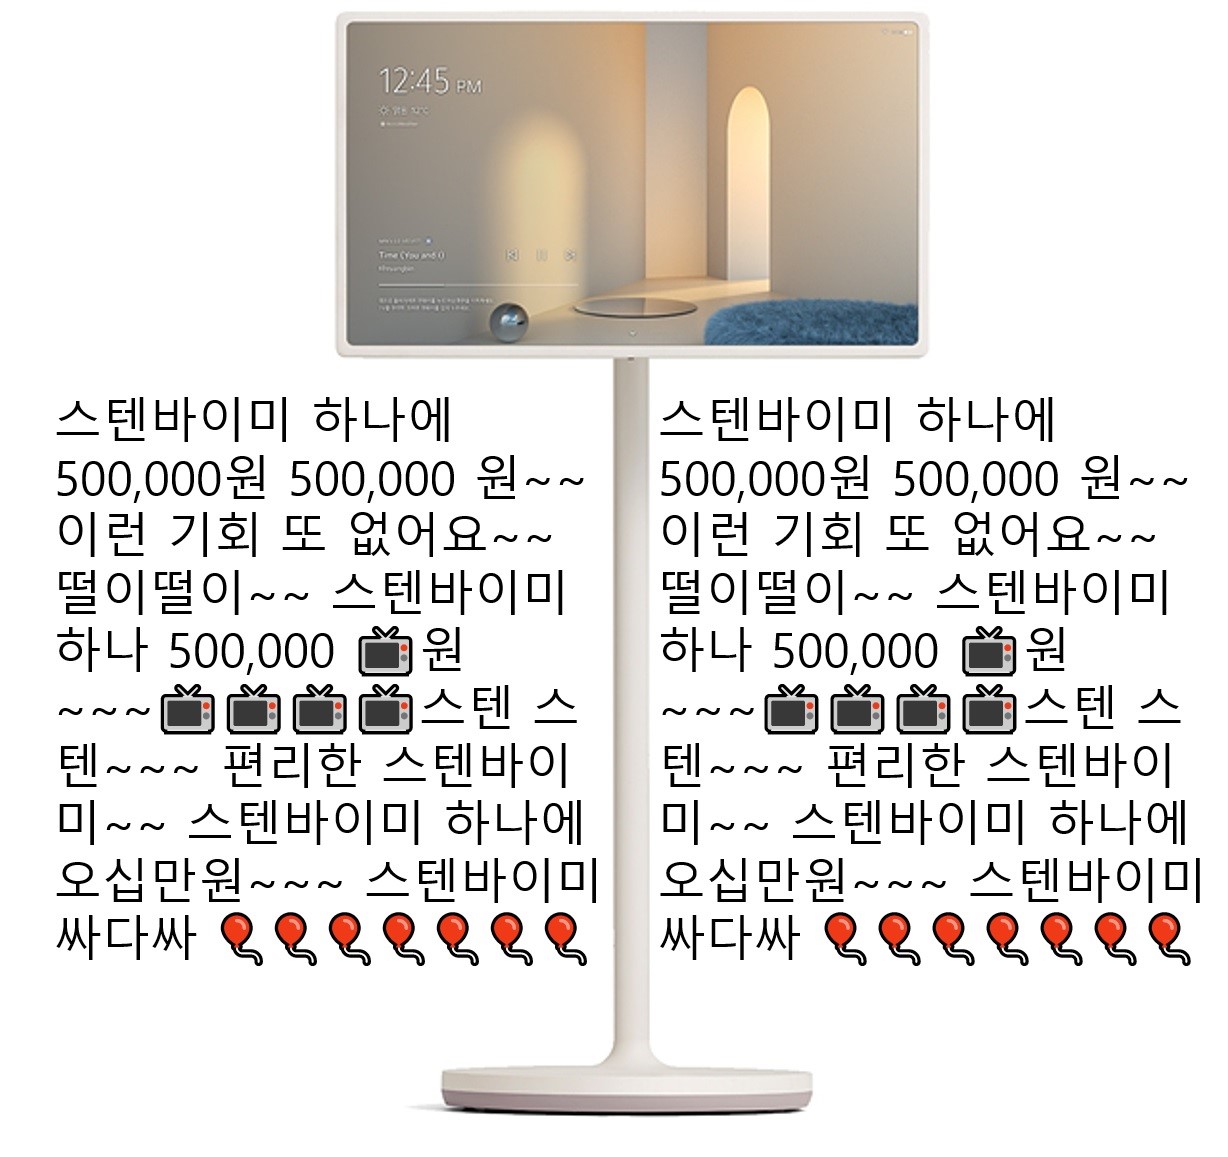 12:45 PM
맑음 12°C
Time (You and I)
Khruangbin
스텐바이미 하나에
500,000원 500,000 원~~
이런 기회 또 없어요~~
떨이떨이~~ 스텐바이미
하나 500,000 📺원
~~~📺📺📺📺스텐 스
텐~~~ 편리한 스텐바이
미~~ 스텐바이미 하나에
오십만원~~~ 스텐바이미
싸다싸 🎈🎈🎈🎈🎈🎈🎈
스텐바이미 하나에
500,000원 500,000 원~~
이런 기회 또 없어요~~
떨이떨이~~ 스텐바이미
하나 500,000 📺원
~~~📺📺📺📺스텐 스
텐~~~ 편리한 스텐바이
미~~ 스텐바이미 하나에
오십만원~~~ 스텐바이미
싸다싸 🎈🎈🎈🎈🎈🎈🎈